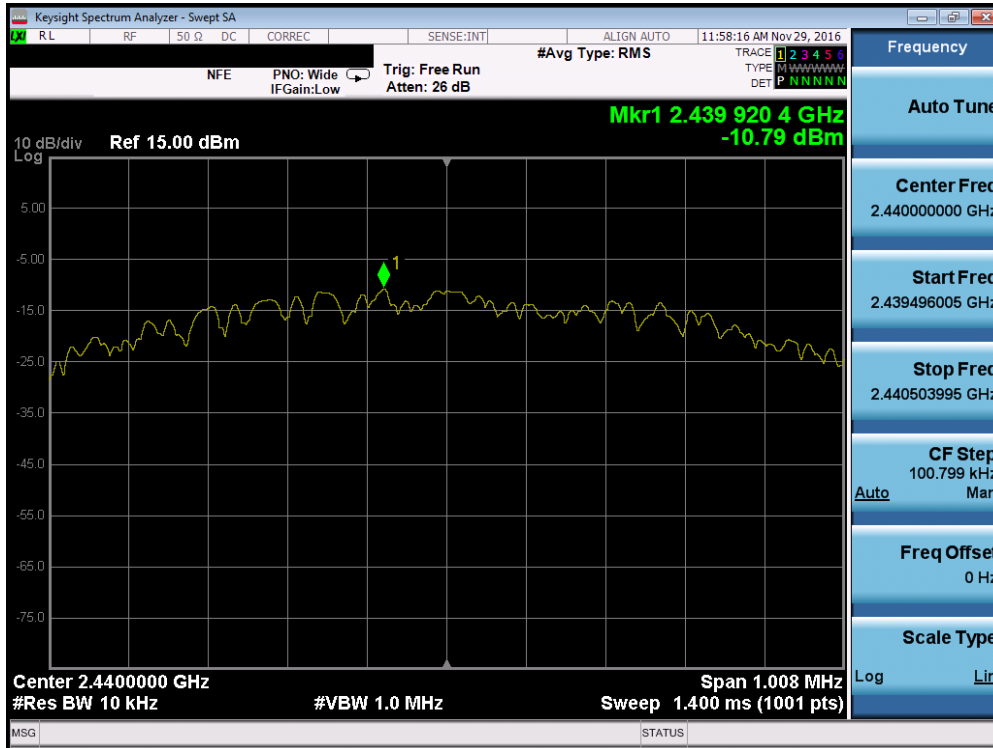 Keysight Spectrum Analyzer - Swept SA
LXI RL RF 50 Ω DC CORREC SENSE:INT ALIGN AUTO 11:58:16 AM Nov 29, 2016
#Avg Type: RMS TRACE 1 2 3 4 5 6
NFE PNO: Wide Trig: Free Run TYPE M WWWWW
IFGain:Low Atten: 26 dB DET P N N N N N
Mkr1 2.439 920 4 GHz
-10.79 dBm
10 dB/div Ref 15.00 dBm
Log
5.00
-5.00
1
-15.0
-25.0
-35.0
-45.0
-55.0
-65.0
-75.0
Center 2.4400000 GHz Span 1.008 MHz
#Res BW 10 kHz #VBW 1.0 MHz Sweep 1.400 ms (1001 pts)
MSG STATUS
Frequency
Auto Tune
Center Freq
2.440000000 GHz
Start Freq
2.439496005 GHz
Stop Freq
2.440503995 GHz
CF Step
100.799 kHz
Auto Man
Freq Offset
0 Hz
Scale Type
Log Lin